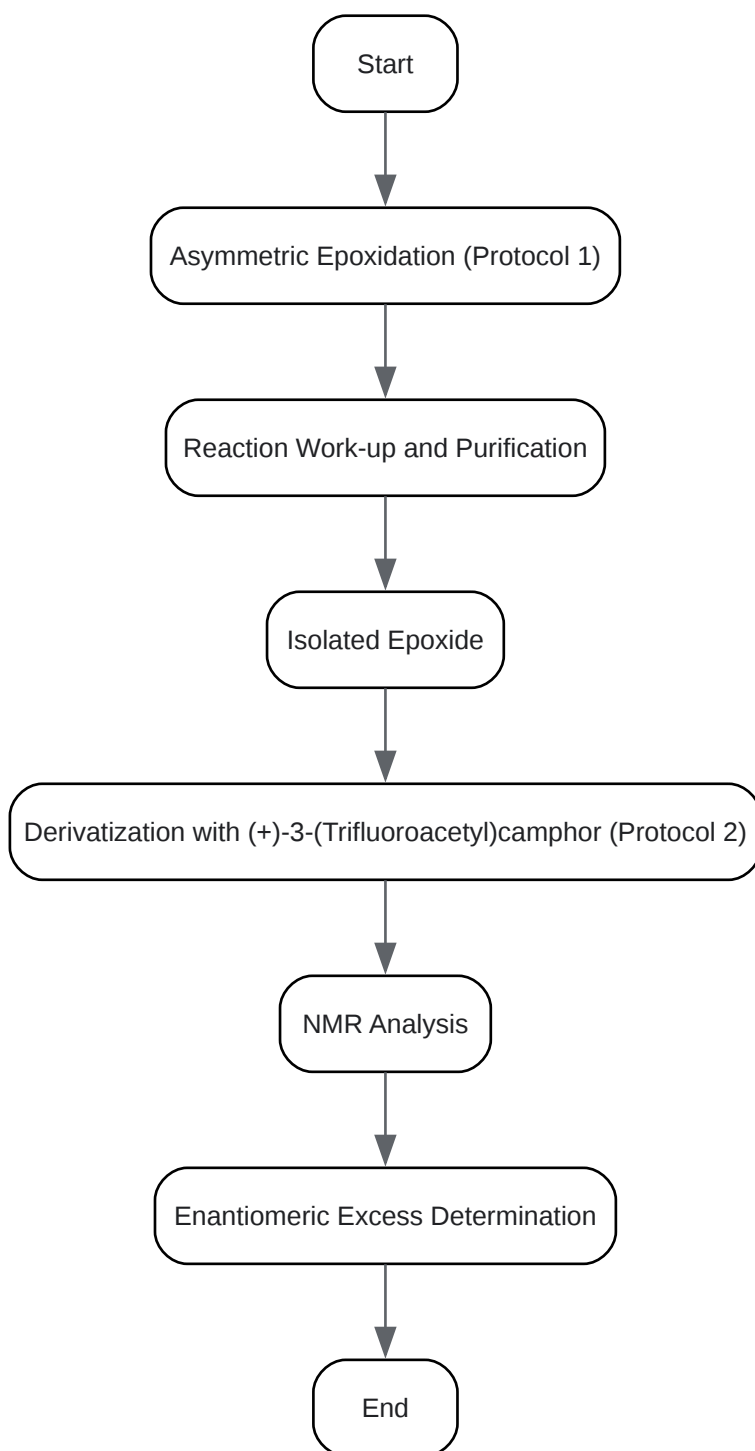 Start
Asymmetric Epoxidation (Protocol 1)
Reaction Work-up and Purification
Isolated Epoxide
Derivatization with (+)-3-(Trifluoroacetyl)camphor (Protocol 2)
NMR Analysis
Enantiomeric Excess Determination
End